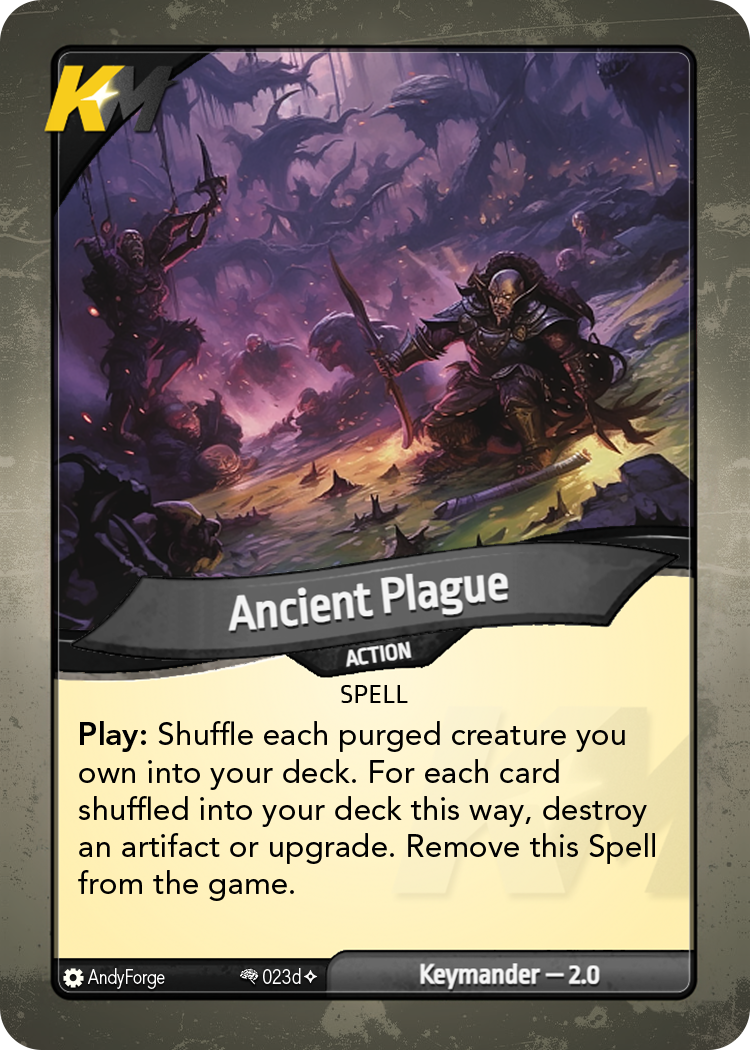 KM
Ancient Plague
ACTION
SPELL
Play: Shuffle each purged creature you
own into your deck. For each card
shuffled into your deck this way, destroy
an artifact or upgrade. Remove this Spell
from the game.
AndyForge 023d
Keymander — 2.0